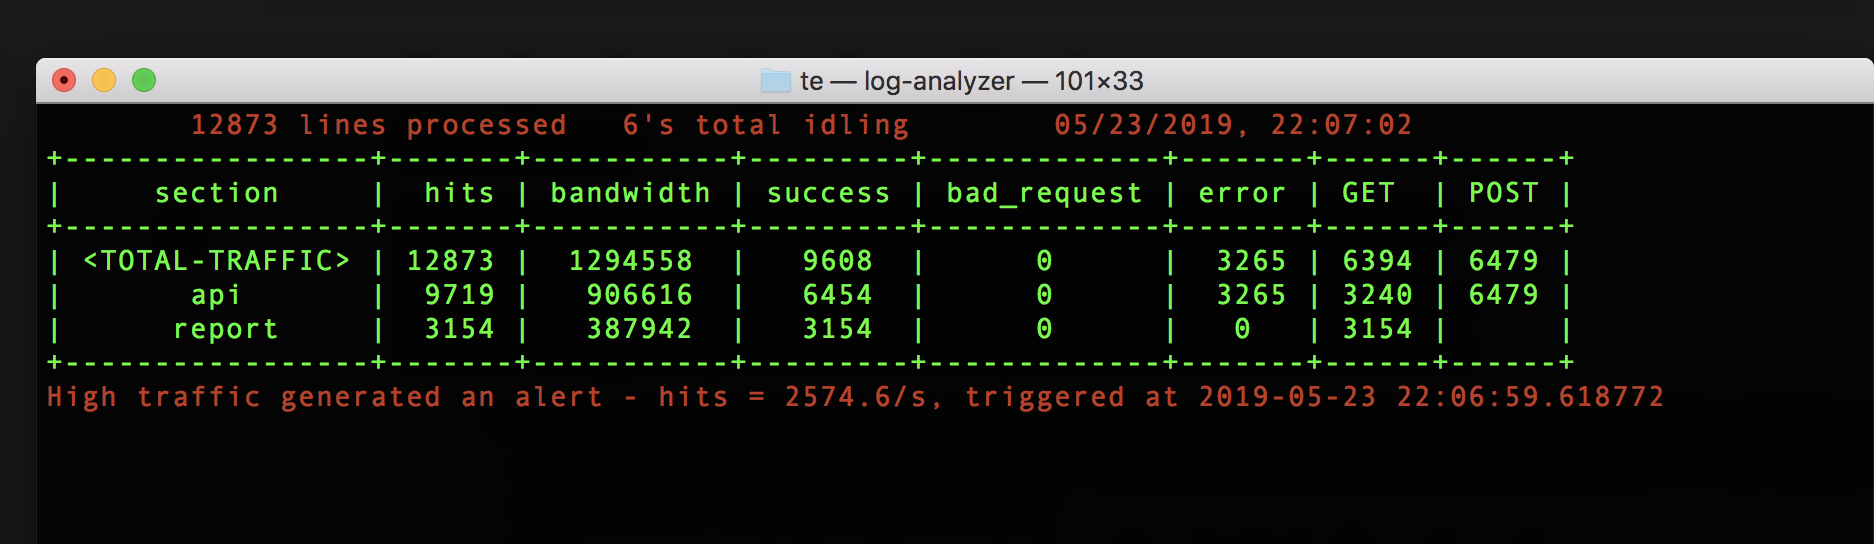 te — log-analyzer — 101×33
12873 lines processed   6's total idling        05/23/2019, 22:07:02
+-----------------+-------+-----------+---------+-------------+-------+------+------+
|     section     |  hits | bandwidth | success | bad_request | error | GET  | POST |
+-----------------+-------+-----------+---------+-------------+-------+------+------+
| <TOTAL-TRAFFIC> | 12873 |  1294558  |   9608  |      0      |  3265 | 6394 | 6479 |
|       api       |  9719 |   906616  |   6454  |      0      |  3265 | 3240 | 6479 |
|      report     |  3154 |   387942  |   3154  |      0      |   0   | 3154 |      |
+-----------------+-------+-----------+---------+-------------+-------+------+------+
High traffic generated an alert - hits = 2574.6/s, triggered at 2019-05-23 22:06:59.618772